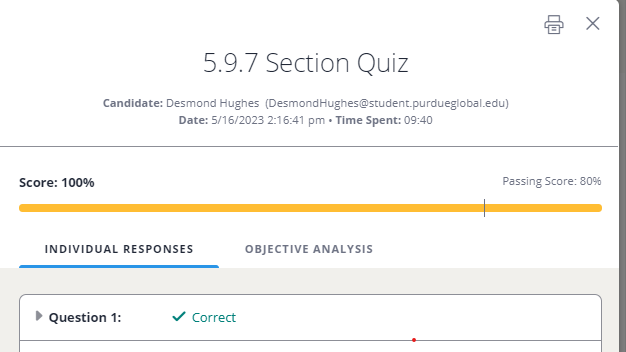 5.9.7 Section Quiz
Candidate: Desmond Hughes (DesmondHughes@student.purdueglobal.edu)
Date: 5/16/2023 2:16:41 pm • Time Spent: 09:40
Score: 100%
Passing Score: 80%
INDIVIDUAL RESPONSES
OBJECTIVE ANALYSIS
Question 1:
Correct